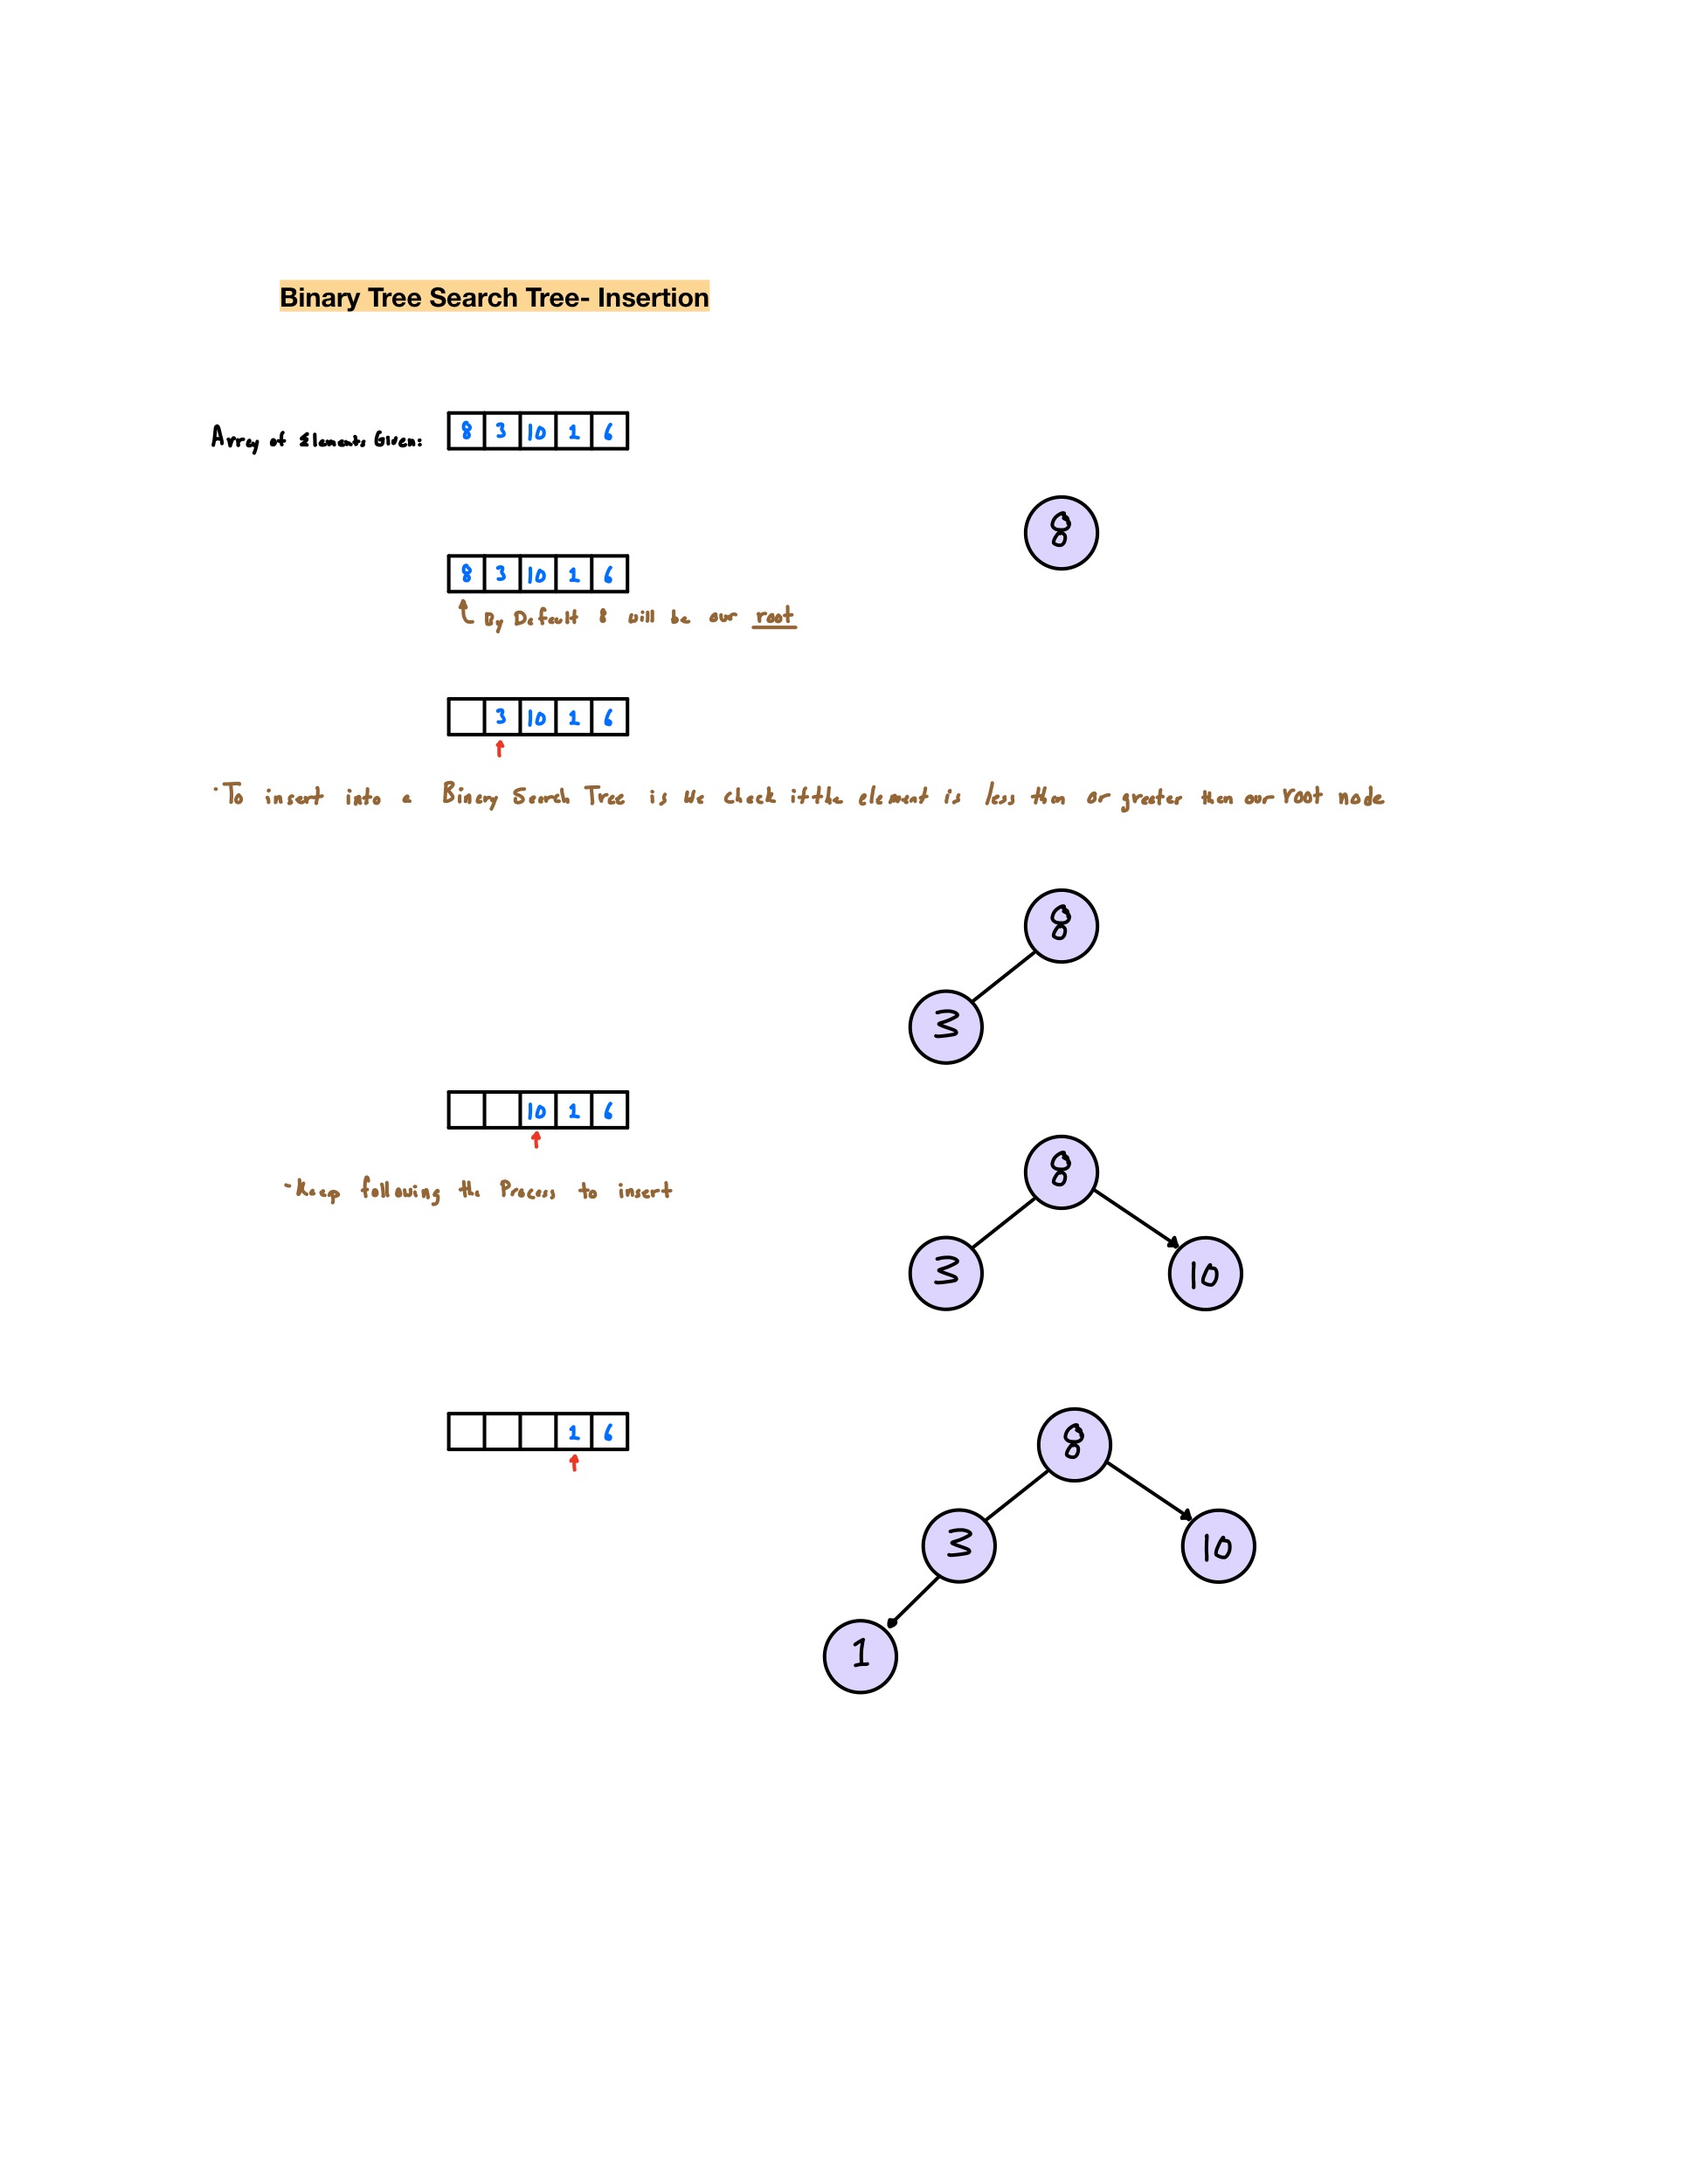 Binary Tree Search Tree- Insertion
Array of Elements Given: 8 3 10 1 6
8
8 3 10 1 6
By Default 8 will be our root
3 10 1 6
·To insert into a Binary Search Tree is we check if the element is less than or greater than our root node
8
3
10 1 6
-Keep following the Process to insert
8
3 10
1 6
8
3 10
1